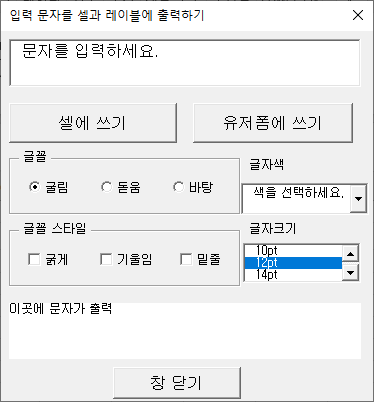 입력 문자를 셀과 레이블에 출력하기
문자를 입력하세요.
셀에 쓰기
유저폼에 쓰기
글꼴
굴림
돋움
바탕
글자색
색을 선택하세요.
글꼴 스타일
굵게
기울임
밑줄
글자크기
10pt
12pt
14pt
이곳에 문자가 출력
창 닫기